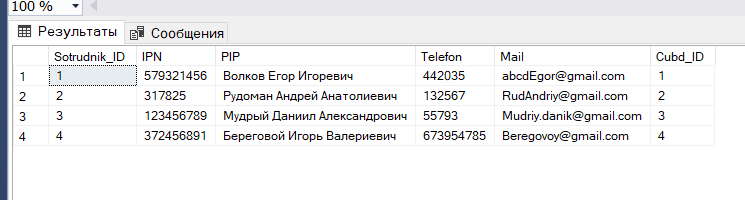 100 %
Результаты Сообщения
Sotrudnik_ID IPN PIP Telefon Mail Cubd_ID
1 1 579321456 Волков Егор Игоревич 442035 abcdEgor@gmail.com 1
2 2 317825 Рудоман Андрей Анатолиевич 132567 RudAndriy@gmail.com 2
3 3 123456789 Мудрый Даниил Александрович 55793 Mudriy.danik@gmail.com 3
4 4 372456891 Береговой Игорь Валериевич 673954785 Beregovoy@gmail.com 4